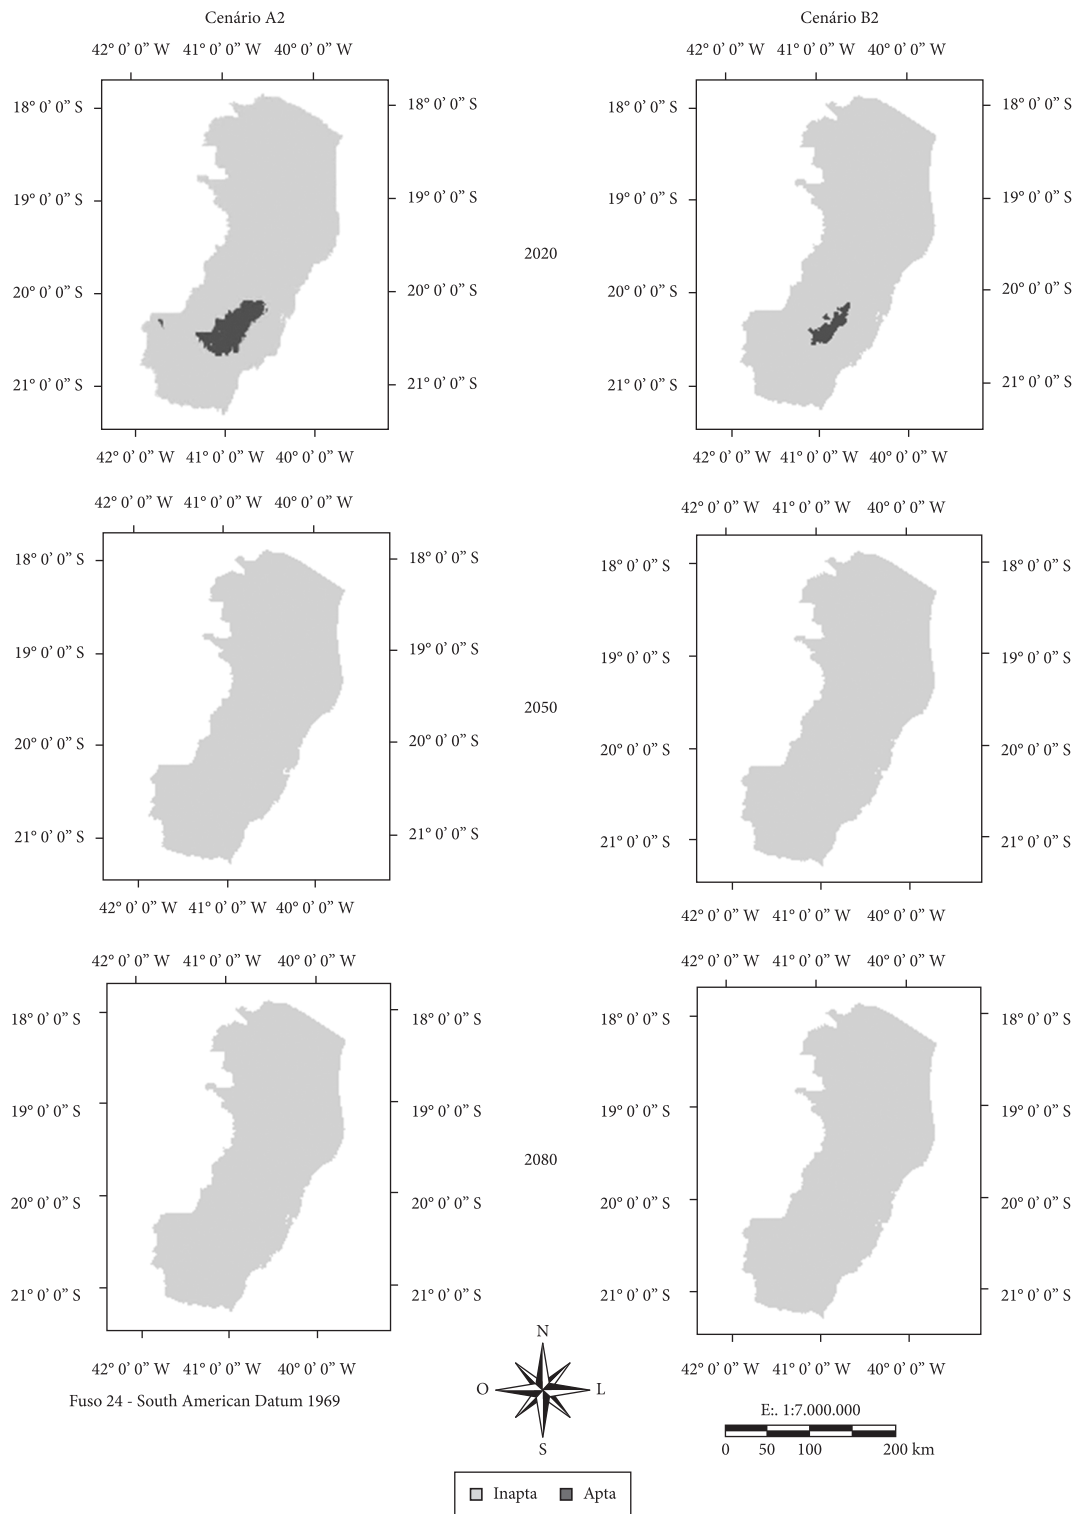 Cenário A2
Cenário B2
42° 0’ 0” W 41° 0’ 0” W 40° 0’ 0” W
42° 0’ 0” W 41° 0’ 0” W 40° 0’ 0” W
18° 0’ 0” S 18° 0’ 0” S
18° 0’ 0” S 18° 0’ 0” S
19° 0’ 0” S 19° 0’ 0” S
19° 0’ 0” S 19° 0’ 0” S
2020
20° 0’ 0” S 20° 0’ 0” S
20° 0’ 0” S 20° 0’ 0” S
21° 0’ 0” S 21° 0’ 0” S
21° 0’ 0” S 21° 0’ 0” S
42° 0’ 0” W 41° 0’ 0” W 40° 0’ 0” W
42° 0’ 0” W 41° 0’ 0” W 40° 0’ 0” W
42° 0’ 0” W 41° 0’ 0” W 40° 0’ 0” W
42° 0’ 0” W 41° 0’ 0” W 40° 0’ 0” W
18° 0’ 0” S 18° 0’ 0” S
18° 0’ 0” S 18° 0’ 0” S
19° 0’ 0” S 19° 0’ 0” S
19° 0’ 0” S 19° 0’ 0” S
2050
20° 0’ 0” S 20° 0’ 0” S
20° 0’ 0” S 20° 0’ 0” S
21° 0’ 0” S 21° 0’ 0” S
21° 0’ 0” S 21° 0’ 0” S
42° 0’ 0” W 41° 0’ 0” W 40° 0’ 0” W
42° 0’ 0” W 41° 0’ 0” W 40° 0’ 0” W
42° 0’ 0” W 41° 0’ 0” W 40° 0’ 0” W
42° 0’ 0” W 41° 0’ 0” W 40° 0’ 0” W
18° 0’ 0” S 18° 0’ 0” S
18° 0’ 0” S 18° 0’ 0” S
19° 0’ 0” S 19° 0’ 0” S
19° 0’ 0” S 19° 0’ 0” S
2080
20° 0’ 0” S 20° 0’ 0” S
20° 0’ 0” S 20° 0’ 0” S
21° 0’ 0” S 21° 0’ 0” S
21° 0’ 0” S 21° 0’ 0” S
42° 0’ 0” W 41° 0’ 0” W 40° 0’ 0” W
42° 0’ 0” W 41° 0’ 0” W 40° 0’ 0” W
Fuso 24 - South American Datum 1969
N
O L
S
E:. 1:7.000.000
0 50 100 200 km
Inapta Apta